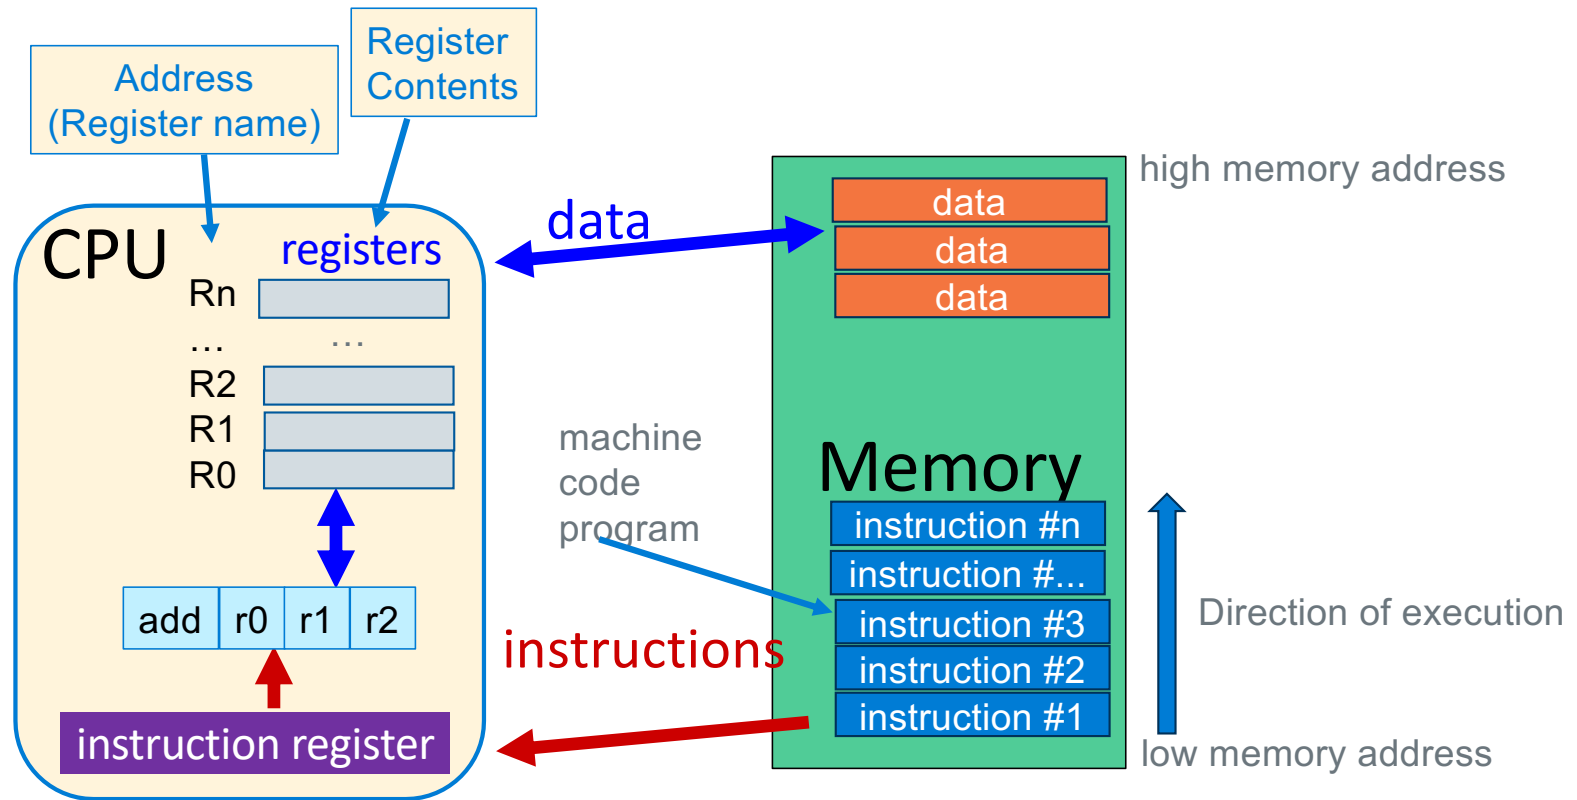 Address
(Register name)
Register
Contents
CPU
registers
Rn
... ...
R2
R1
R0
add r0 r1 r2
instruction register
data
machine
code
program
instructions
high memory address
data
data
data
Memory
instruction #n
instruction #...
instruction #3
instruction #2
instruction #1
Direction of execution
low memory address